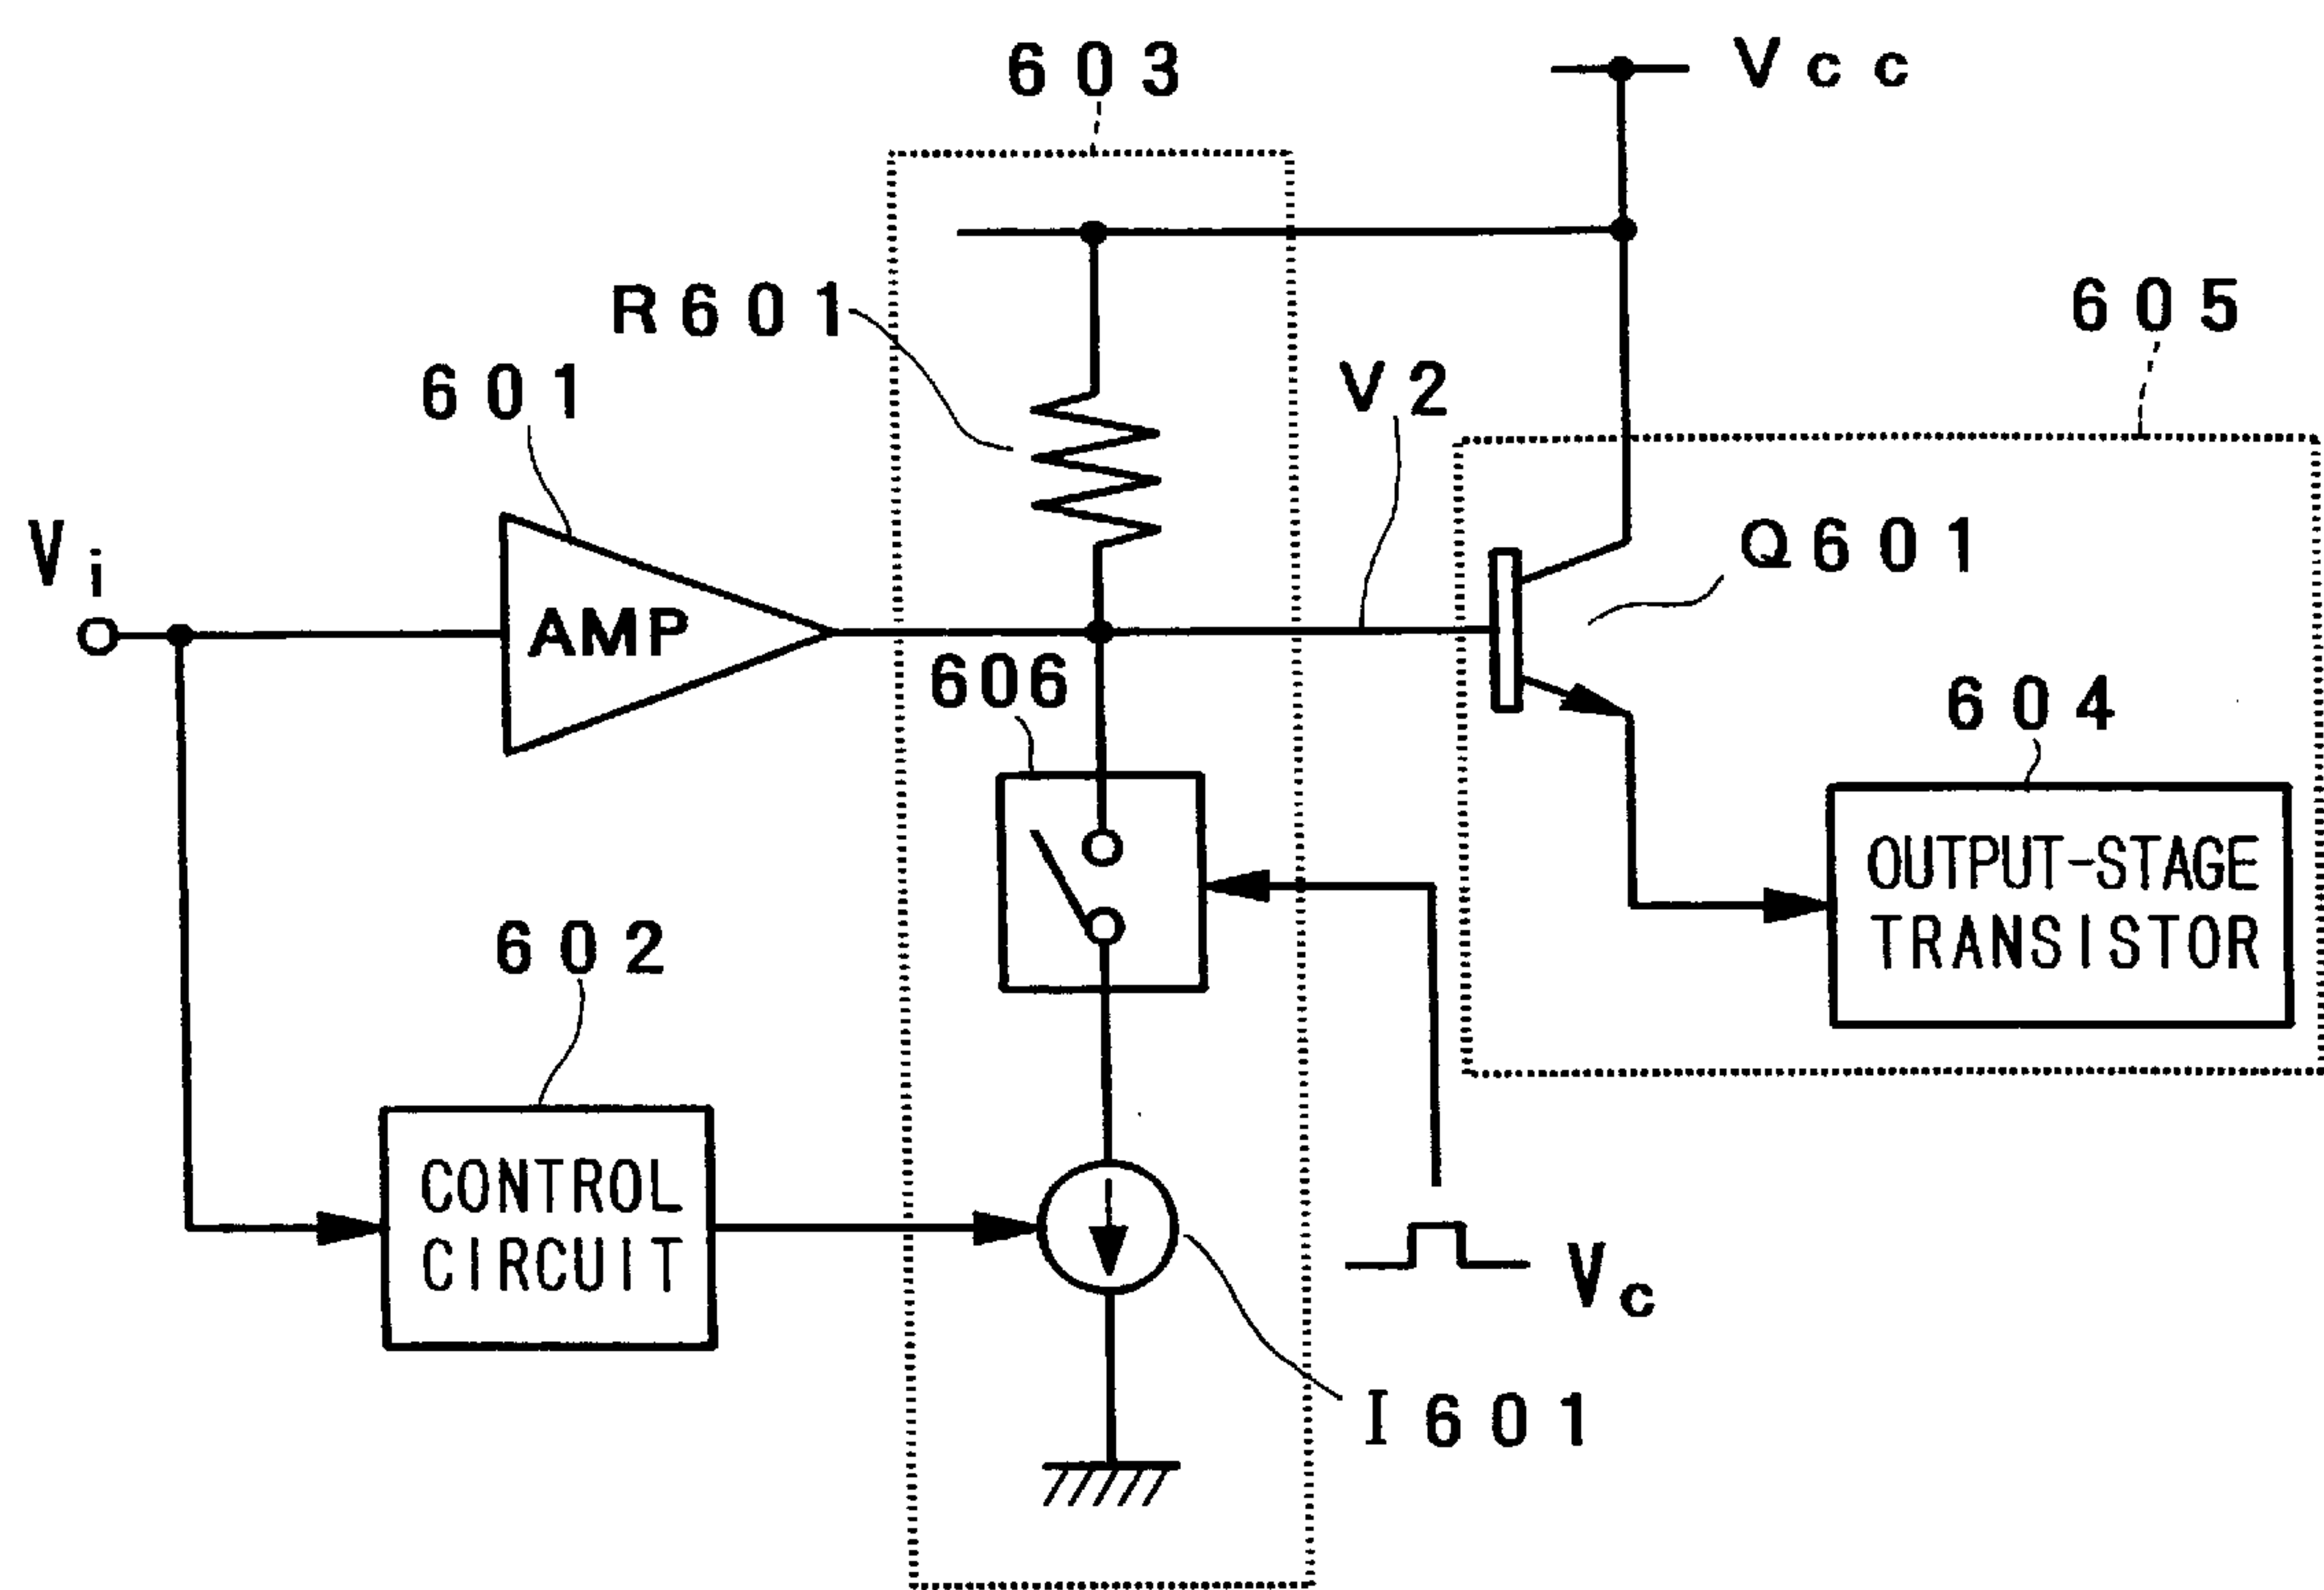 603
Vcc
R601
605
601
V2
Vi
AMP
Q601
606
604
OUTPUT-STAGE
TRANSISTOR
602
CONTROL
CIRCUIT
Vc
I601